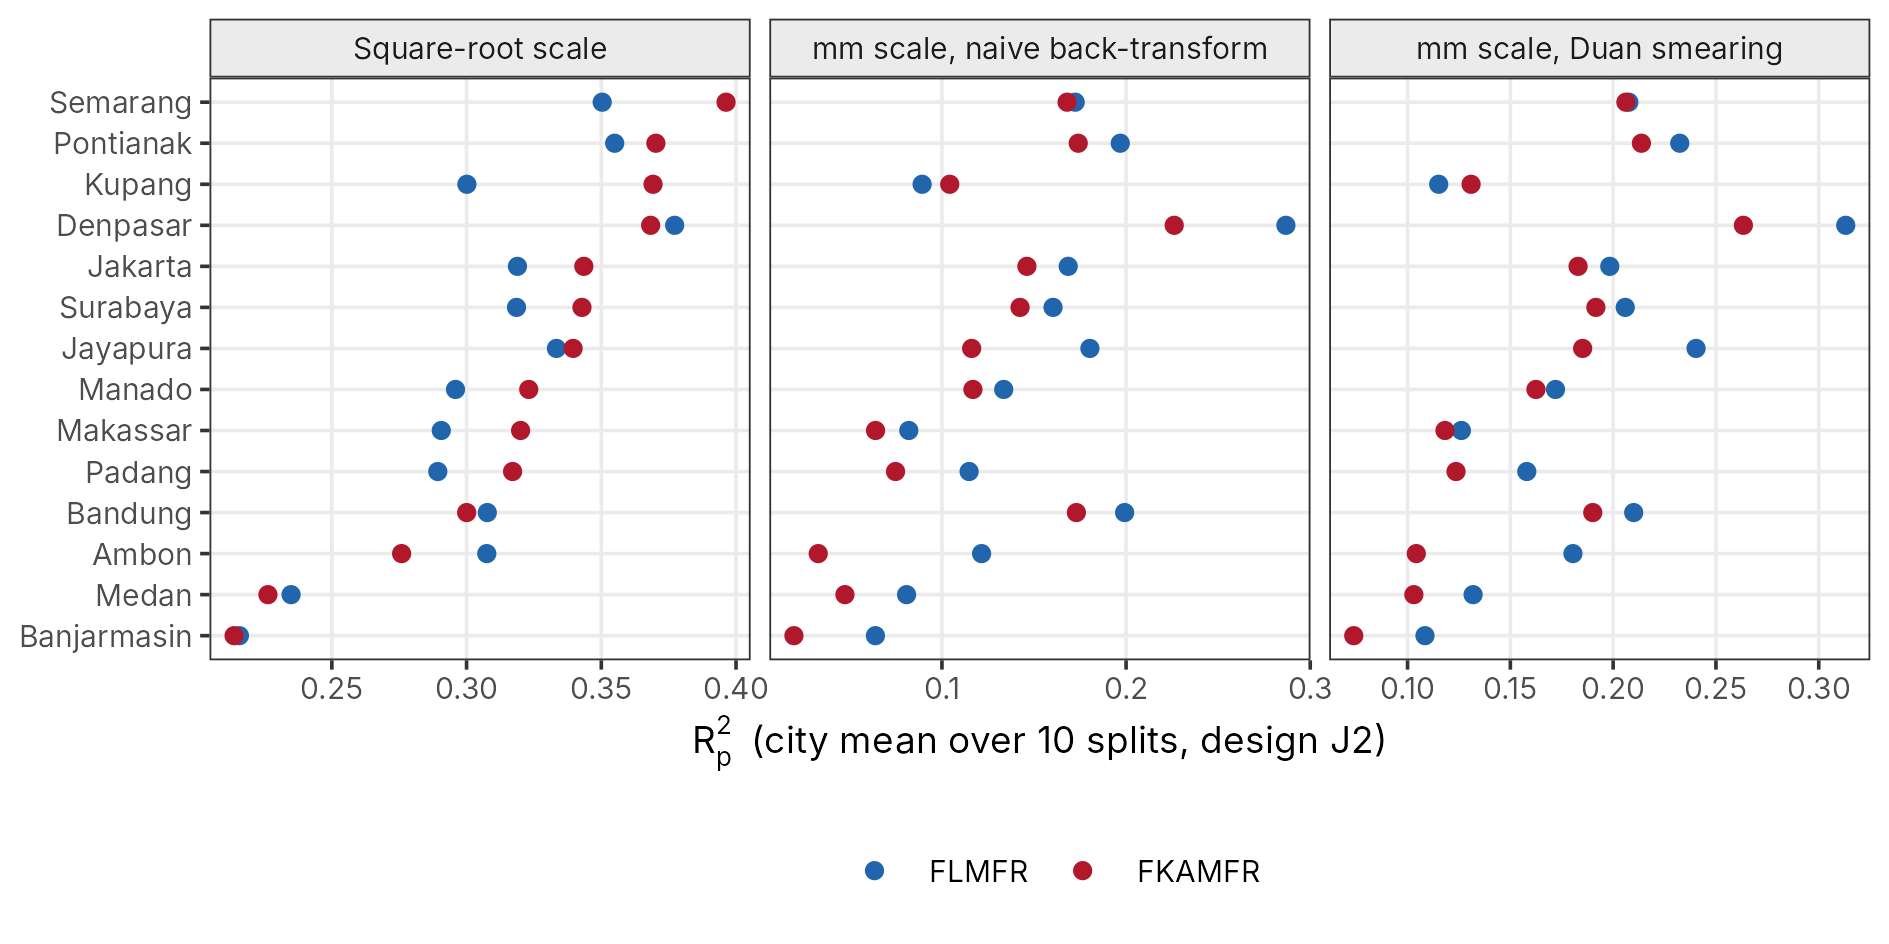 Square-root scale
mm scale, naive back-transform
mm scale, Duan smearing
Semarang
Pontianak
Kupang
Denpasar
Jakarta
Surabaya
Jayapura
Manado
Makassar
Padang
Bandung
Ambon
Medan
Banjarmasin
0.25 0.30 0.35 0.40 0.1 0.2 0.3 0.10 0.15 0.20 0.25 0.30
R²ₚ (city mean over 10 splits, design J2)
FLMFR FKAMFR